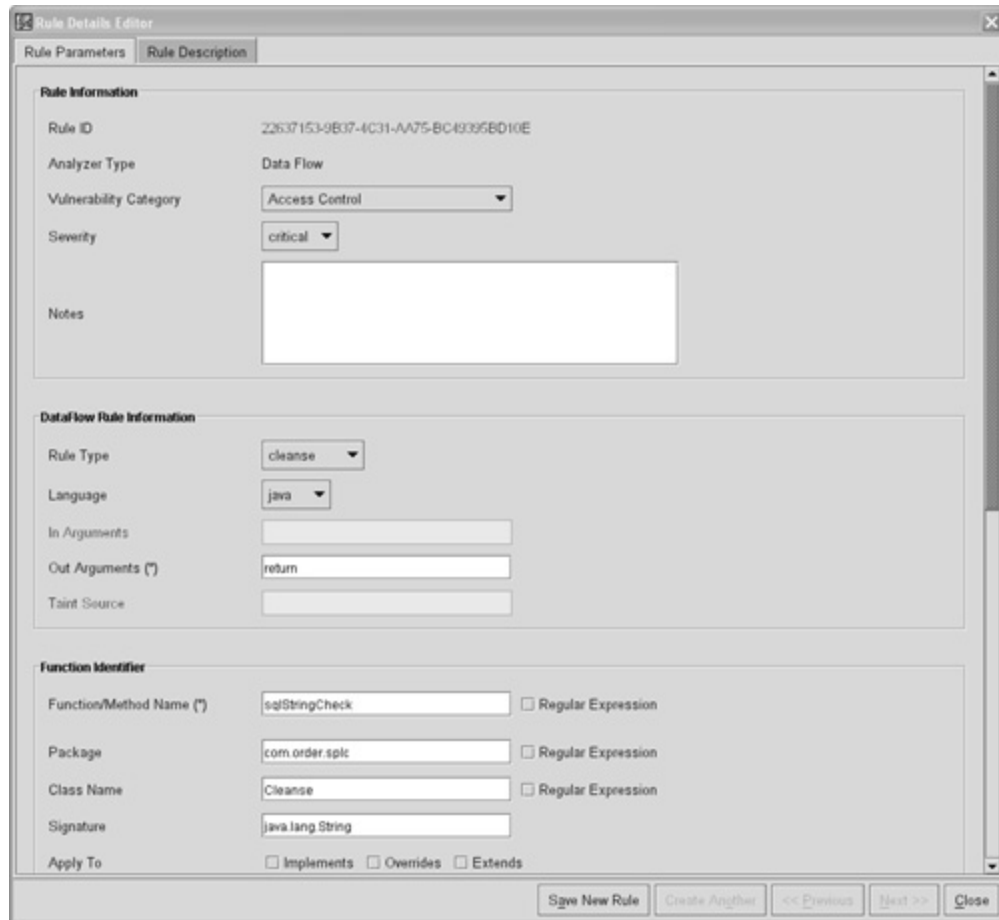 Rule Details Editor
Rule Parameters Rule Description
Rule Information
Rule ID 22637153-9B37-4C31-AA75-BC49395BD10E
Analyzer Type Data Flow
Vulnerability Category Access Control
Severity critical
Notes
DataFlow Rule Information
Rule Type cleanse
Language java
In Arguments
Out Arguments (*) return
Taint Source
Function Identifier
Function/Method Name (*) sqlStringCheck Regular Expression
Package com.order.splc Regular Expression
Class Name Cleanse Regular Expression
Signature java.lang.String
Apply To Implements Overrides Extends
Save New Rule Create Another << Previous Next >> Close